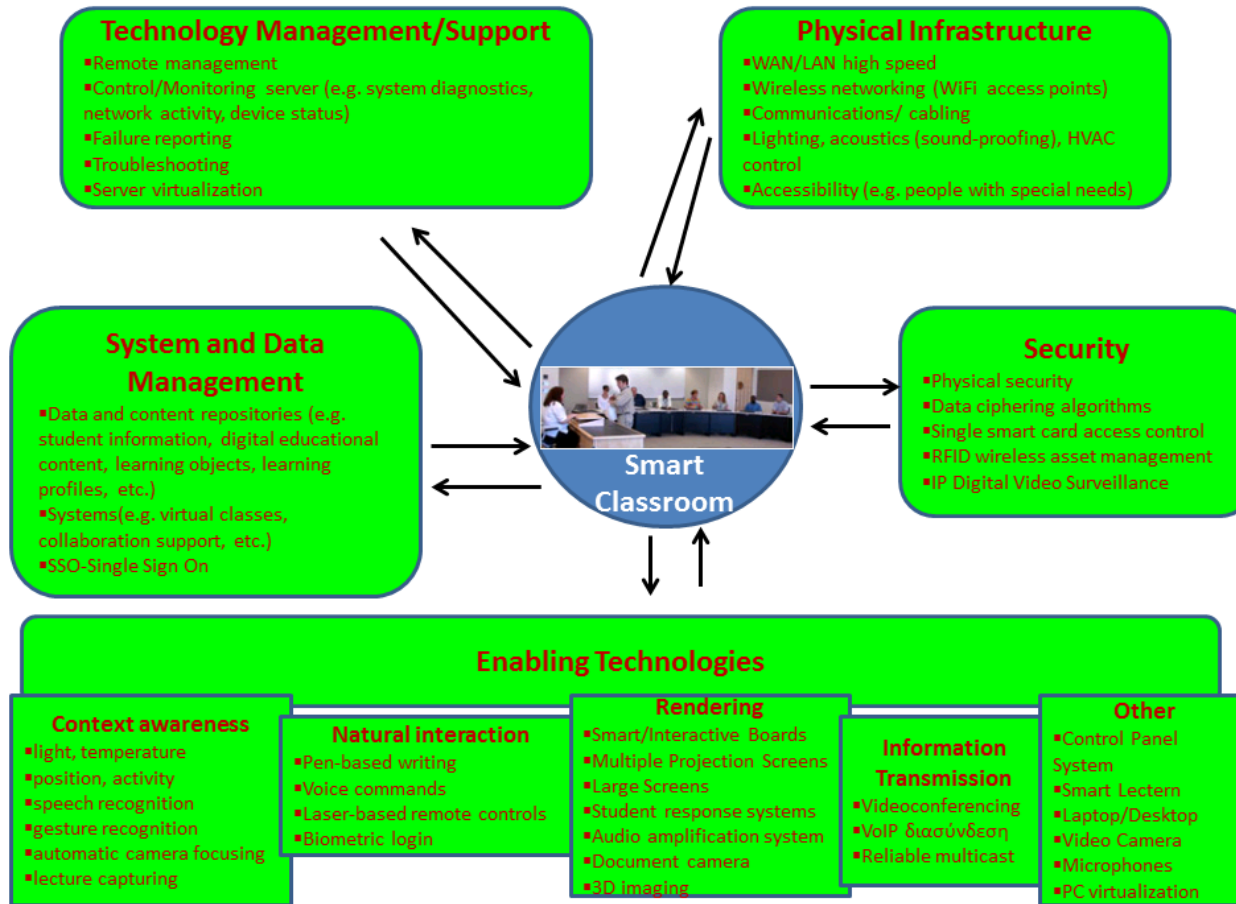 Technology Management/Support
▪Remote management
▪Control/Monitoring server (e.g. system diagnostics,
network activity, device status)
▪Failure reporting
▪Troubleshooting
▪Server virtualization
Physical Infrastructure
▪WAN/LAN high speed
▪Wireless networking (WiFi access points)
▪Communications/ cabling
▪Lighting, acoustics (sound-proofing), HVAC
control
▪Accessibility (e.g. people with special needs)
System and Data
Management
▪Data and content repositories (e.g.
student information, digital educational
content, learning objects, learning
profiles, etc.)
▪Systems(e.g. virtual classes,
collaboration support, etc.)
▪SSO-Single Sign On
Smart
Classroom
Security
▪Physical security
▪Data ciphering algorithms
▪Single smart card access control
▪RFID wireless asset management
▪IP Digital Video Surveillance
Enabling Technologies
Context awareness
▪light, temperature
▪position, activity
▪speech recognition
▪gesture recognition
▪automatic camera focusing
▪lecture capturing
Natural interaction
▪Pen-based writing
▪Voice commands
▪Laser-based remote controls
▪Biometric login
Rendering
▪Smart/Interactive Boards
▪Multiple Projection Screens
▪Large Screens
▪Student response systems
▪Audio amplification system
▪Document camera
▪3D imaging
Information
Transmission
▪Videoconferencing
▪VoIP διασύνδεση
▪Reliable multicast
Other
▪Control Panel
System
▪Smart Lectern
▪Laptop/Desktop
▪Video Camera
▪Microphones
▪PC virtualization